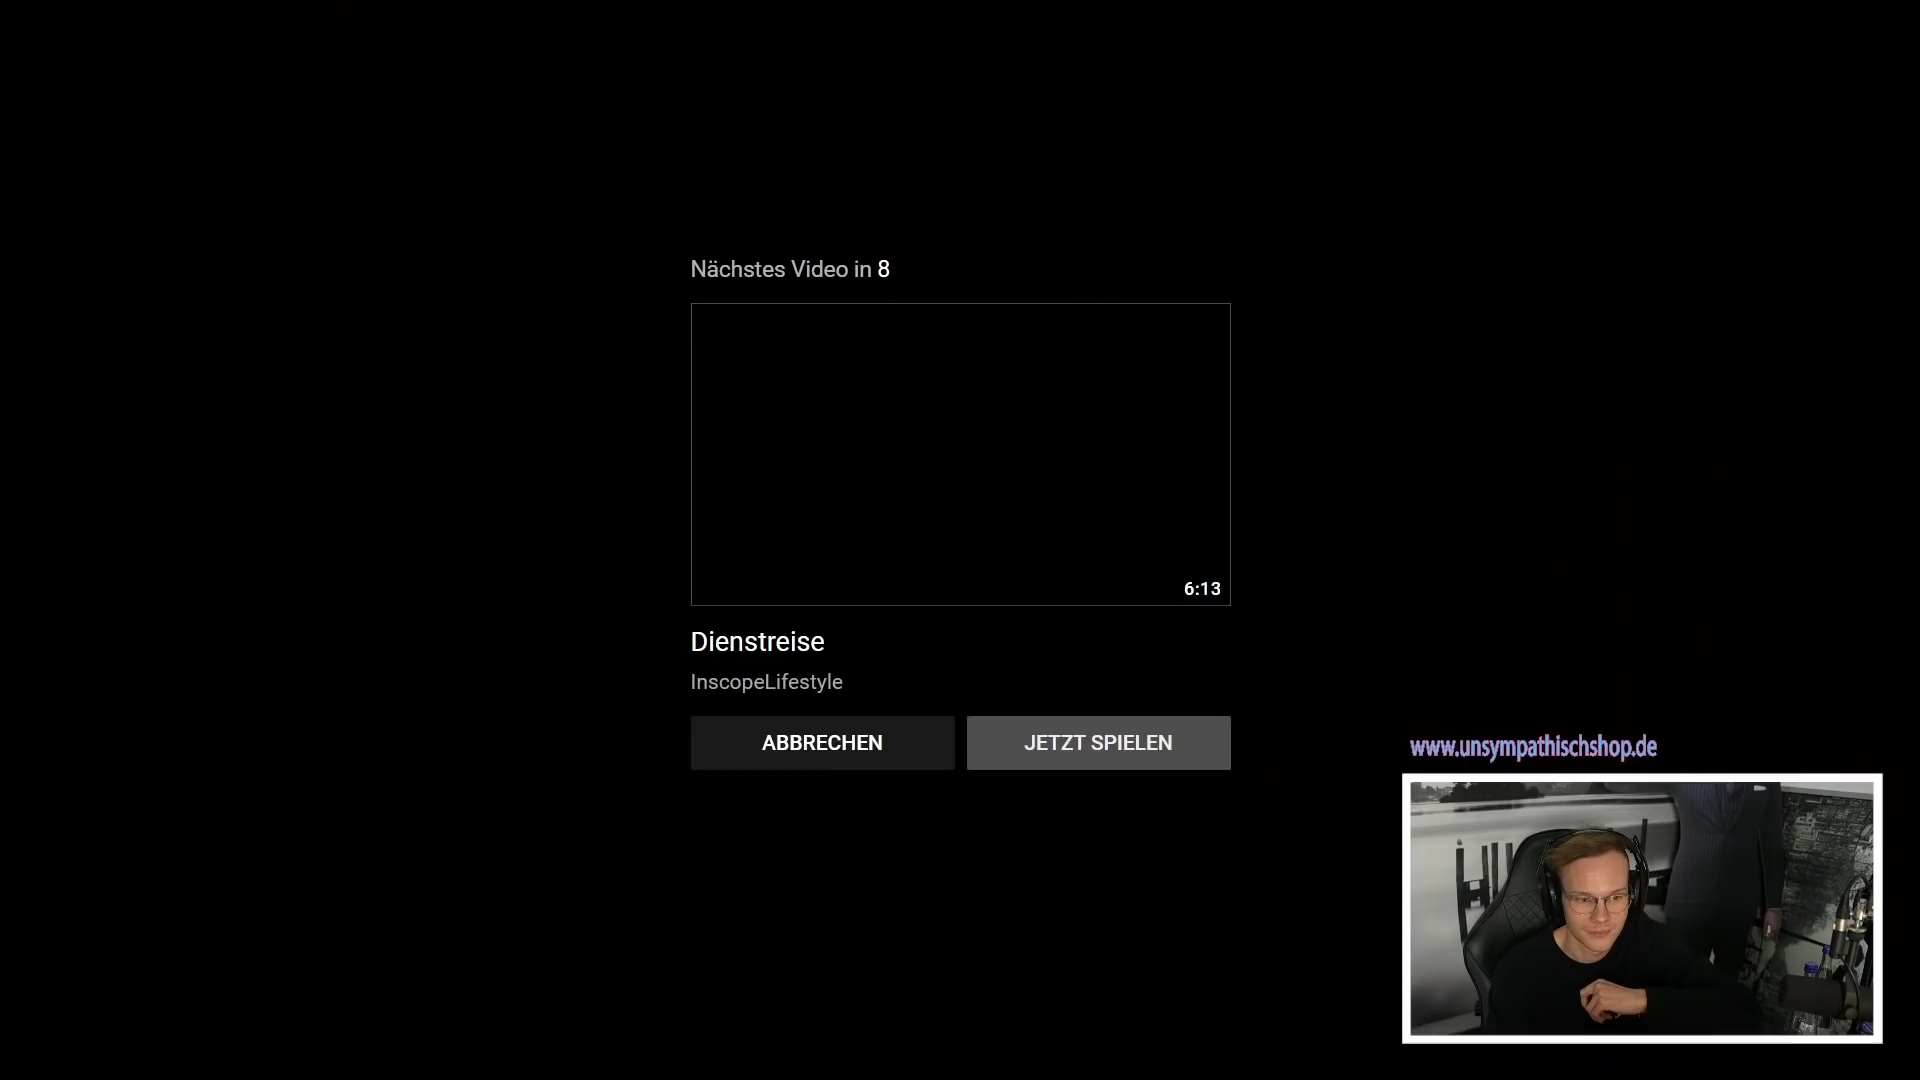 Nächstes Video in 8
6:13
Dienstreise
InscopeLifestyle
ABBRECHEN
JETZT SPIELEN
www.unsympathischshop.de